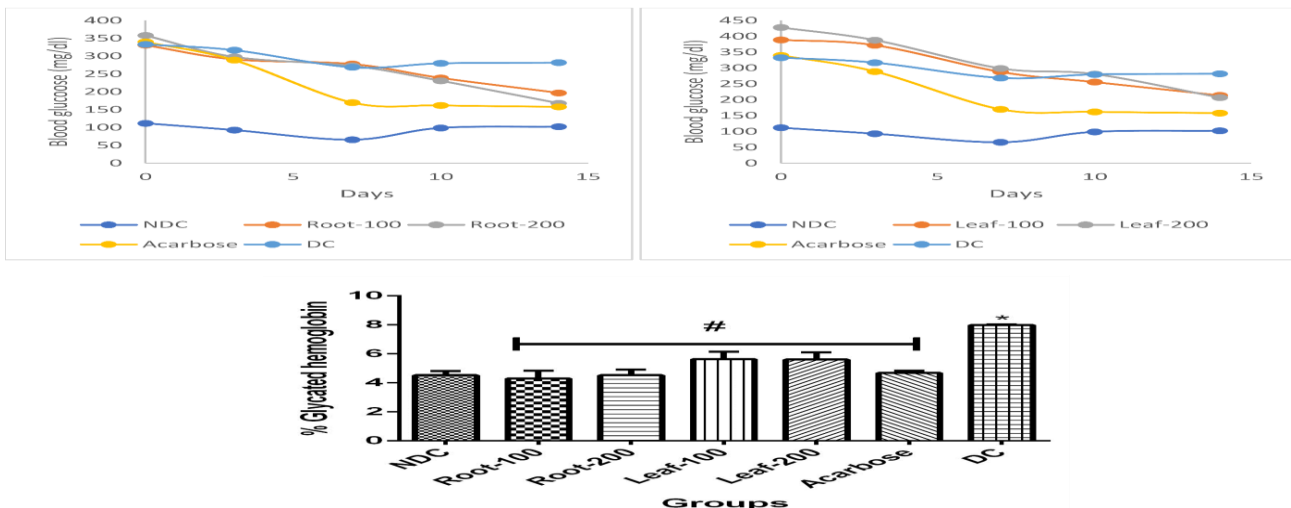 Blood glucoose (mg/dl)
400
350
300
250
200
150
100
50
0
0 5 10 15
Days
NDC Root-100 Root-200
Acarbose DC
Blood glucose (mg/dl)
450
400
350
300
250
200
150
100
50
0
0 5 10 15
Days
NDC Leaf-100 Leaf-200
Acarbose DC
% Glycated hemoglobin
10
8
6
4
2
0
#
*
NDC Root-100 Root-200 Leaf-100 Leaf-200 Acarbose DC
Groups